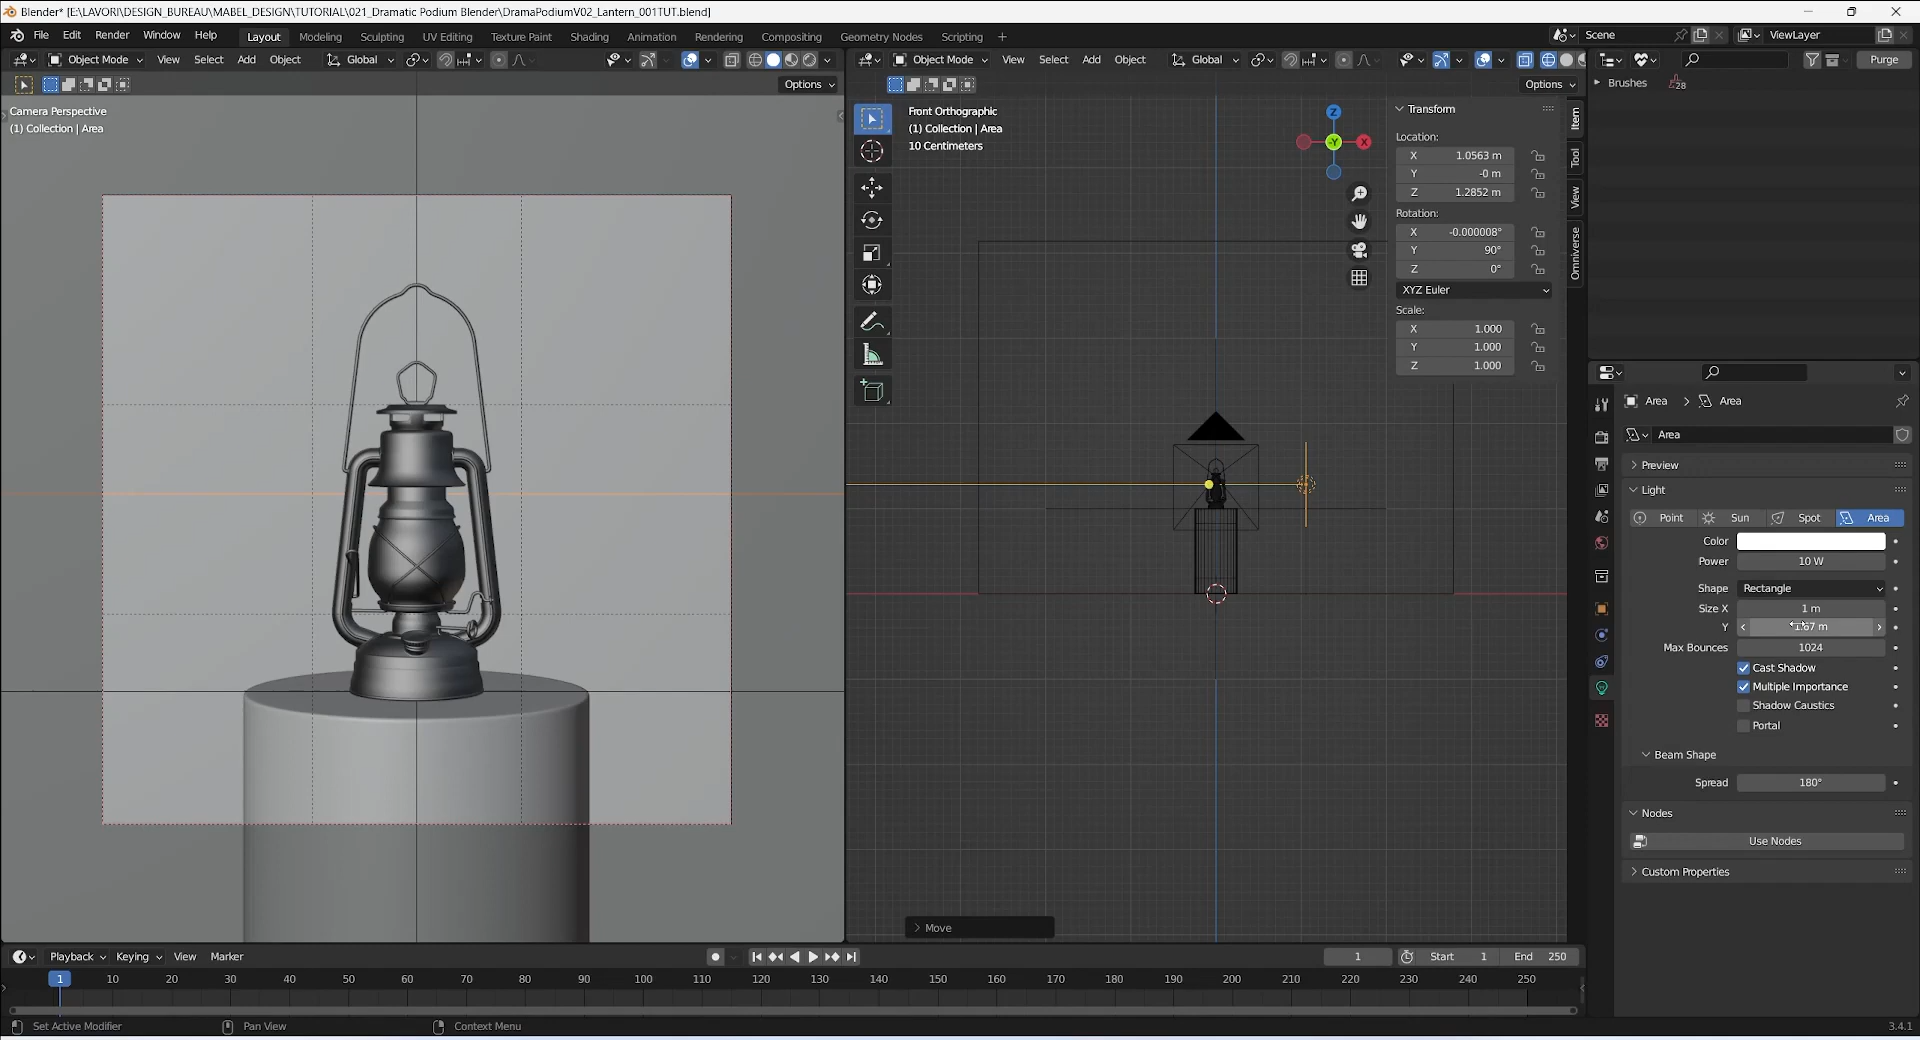 Blender* [E:\LAVORI\DESIGN_BUREAU\MABEL_DESIGN\TUTORIAL\021_Dramatic Podium Blender\DramaPodiumV02_Lantern_001TUT.blend]
File Edit Render Window Help Layout Modeling Sculpting UV Editing Texture Paint Shading Animation Rendering Compositing Geometry Nodes Scripting + Scene ViewLayer
Object Mode View Select Add Object Global
Object Mode View Select Add Object Global
Purge
Options
Options
Brushes 28
Camera Perspective
(1) Collection | Area
Front Orthographic
(1) Collection | Area
10 Centimeters
Z
-Y
X
Transform
Location:
X 1.0563 m
Y -0 m
Z 1.2852 m
Rotation:
X -0.000008°
Y 90°
Z 0°
XYZ Euler
Scale:
X 1.000
Y 1.000
Z 1.000
Item
Tool
View
Omniverse
Area > Area
Area
Preview
Light
Point Sun Spot Area
Color
Power 10 W
Shape Rectangle
Size X 1 m
Y 1.67 m
Max Bounces 1024
Cast Shadow
Multiple Importance
Shadow Caustics
Portal
Beam Shape
Spread 180°
Nodes
Use Nodes
Custom Properties
Move
Playback Keying View Marker
1 Start 1 End 250
1 10 20 30 40 50 60 70 80 90 100 110 120 130 140 150 160 170 180 190 200 210 220 230 240 250
Set Active Modifier Pan View Context Menu 3.4.1